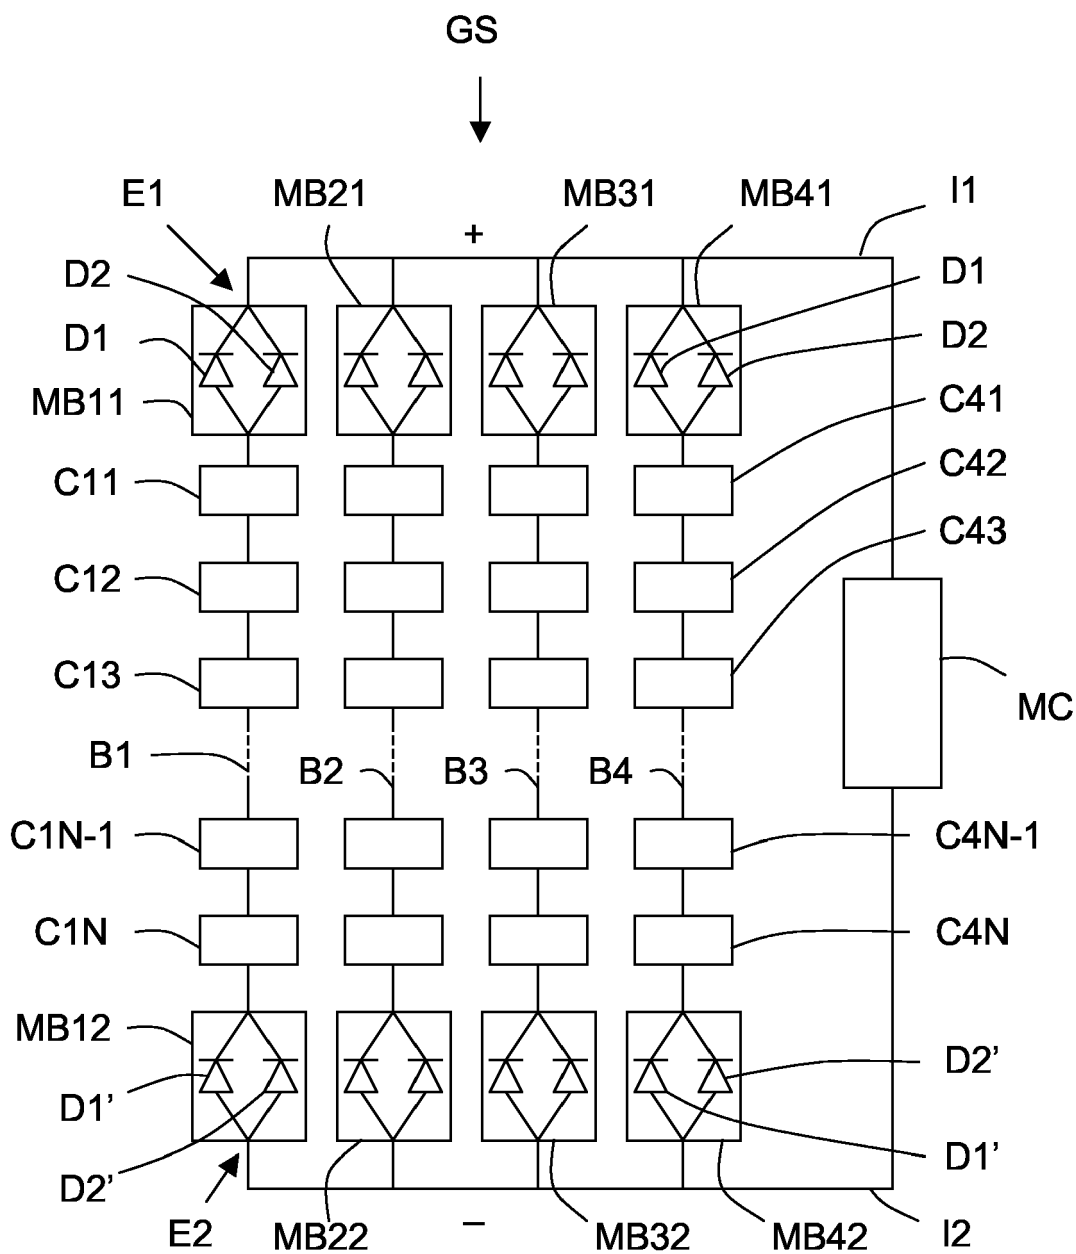 GS
E1 MB21 MB31 MB41 I1
+
D2 D1
D1 D2
MB11 C41
C11 C42
C12 C43
C13 MC
B1 B2 B3 B4
C1N-1 C4N-1
C1N C4N
MB12 D2’
D1’
D2’ D1’
E2 MB22 – MB32 MB42 I2